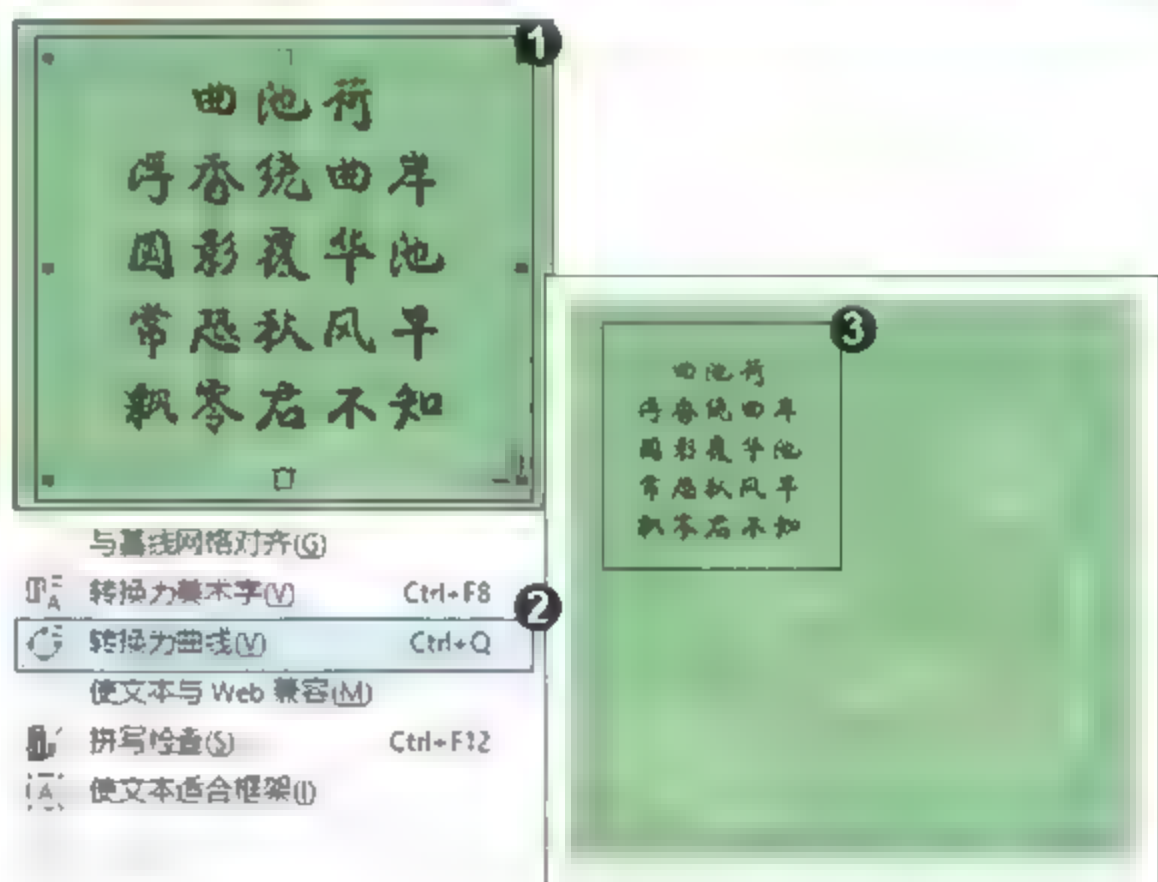 1
曲池荷
浮香绕曲岸
圆影覆华池
常恐秋风早
飘零君不知
与基线网格对齐(G)
转换为美术字(V) Ctrl+F8
2
转换为曲线(V) Ctrl+Q
使文本与 Web 兼容(M)
拼写检查(S) Ctrl+F12
使文本适合框架(I)
3
曲池荷
浮香绕曲岸
圆影覆华池
常恐秋风早
飘零君不知